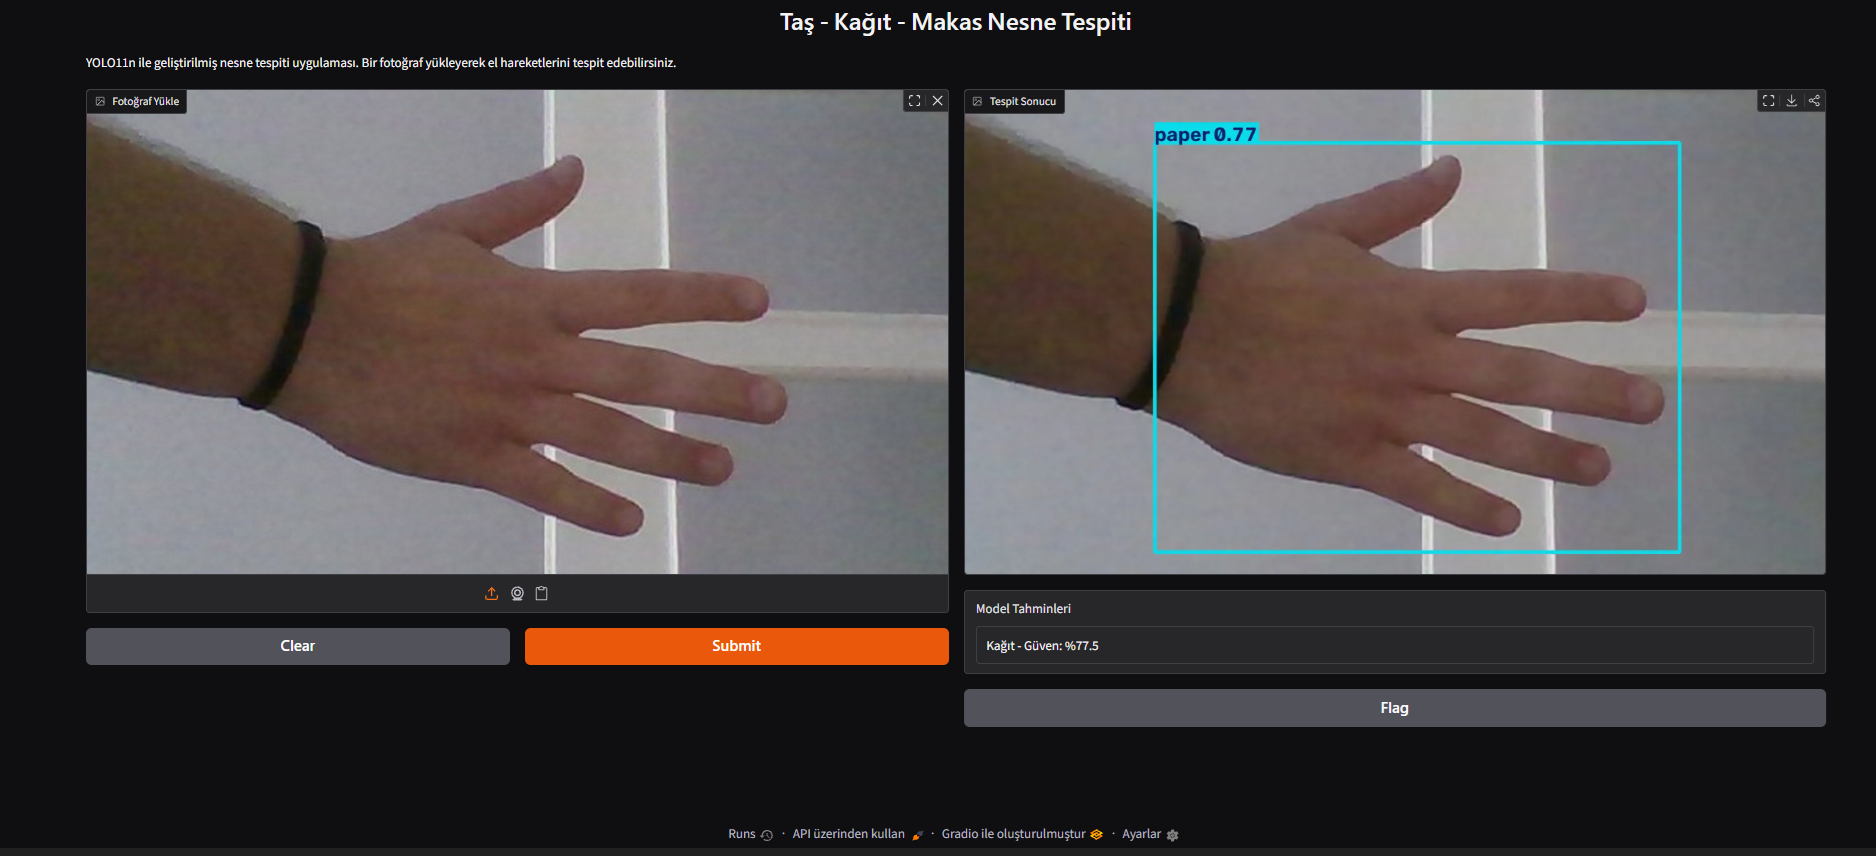 Taş - Kağıt - Makas Nesne Tespiti
YOLO11n ile geliştirilmiş nesne tespiti uygulaması. Bir fotoğraf yükleyerek el hareketlerini tespit edebilirsiniz.
Fotoğraf Yükle
Tespit Sonucu
paper 0.77
Clear
Submit
Model Tahminleri
Kağıt - Güven: %77.5
Flag
Runs · API üzerinden kullan · Gradio ile oluşturulmuştur · Ayarlar